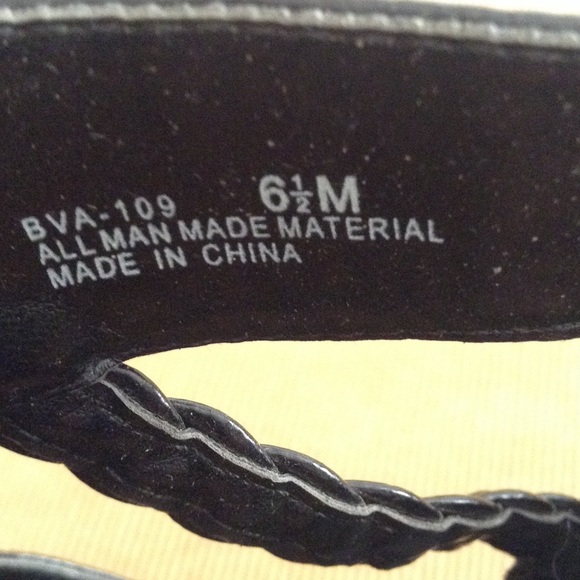 BVA-109 6½M
ALL MAN MADE MATERIAL
MADE IN CHINA